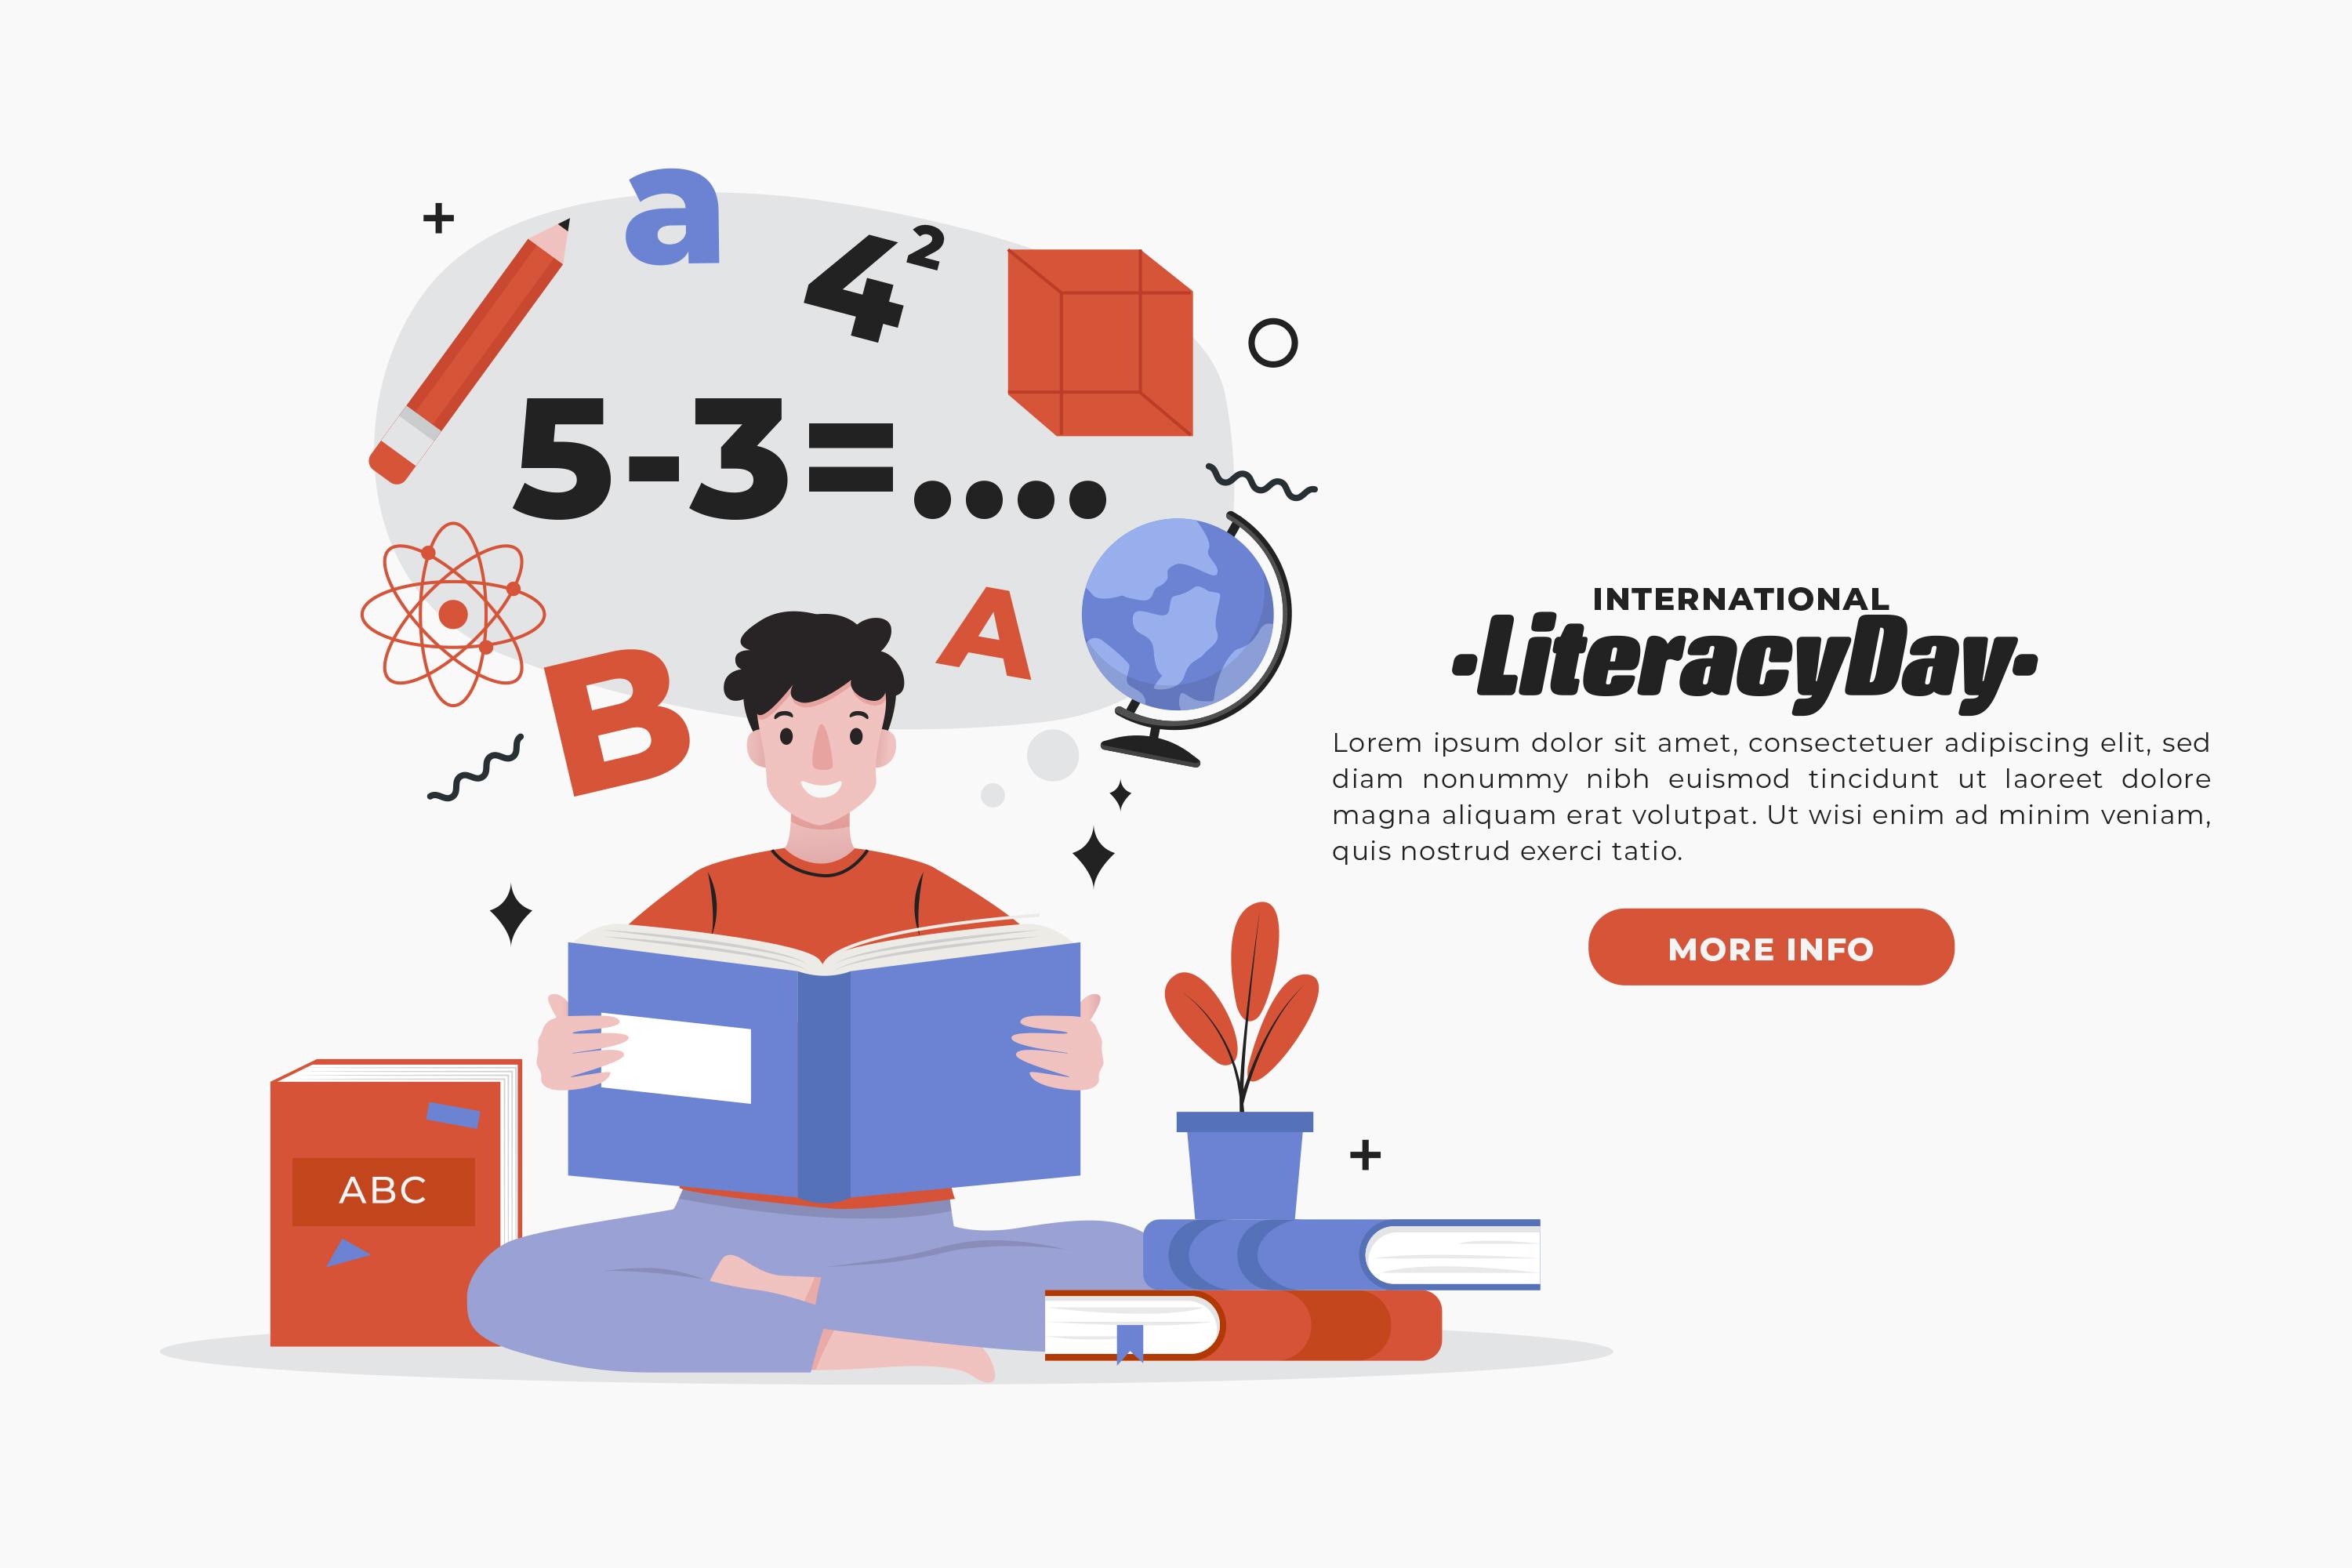 a
4²
5-3=....
B
A
ABC
INTERNATIONAL
·LiteracyDay·
Lorem ipsum dolor sit amet, consectetuer adipiscing elit, sed
diam nonummy nibh euismod tincidunt ut laoreet dolore
magna aliquam erat volutpat. Ut wisi enim ad minim veniam,
quis nostrud exerci tatio.
MORE INFO